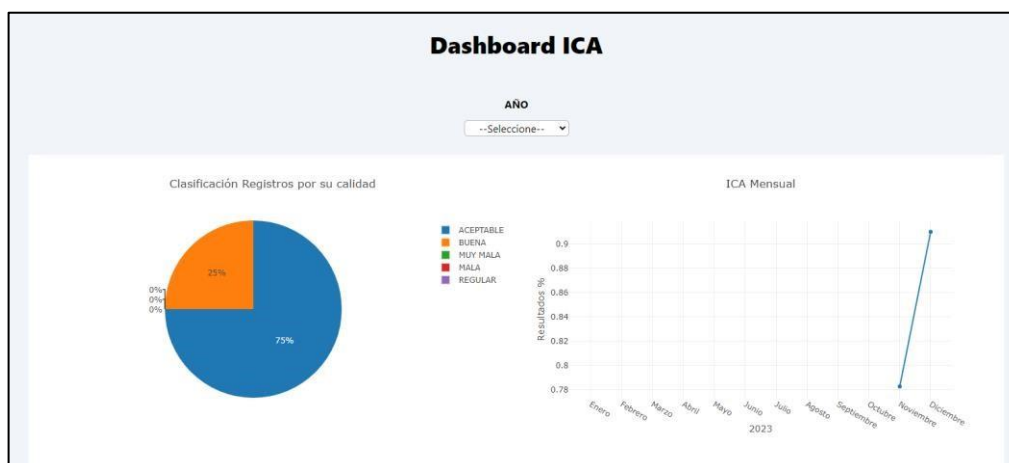 Dashboard ICA
AÑO
--Seleccione--
Clasificación Registros por su calidad
25%
0%
0%
0%
75%
ACEPTABLE
BUENA
MUY MALA
MALA
REGULAR
ICA Mensual
Resultados %
0.9
0.88
0.86
0.84
0.82
0.8
0.78
Enero
Febrero
Marzo
Abril
Mayo
Junio
Julio
Agosto
Septiembre
Octubre
Noviembre
Diciembre
2023